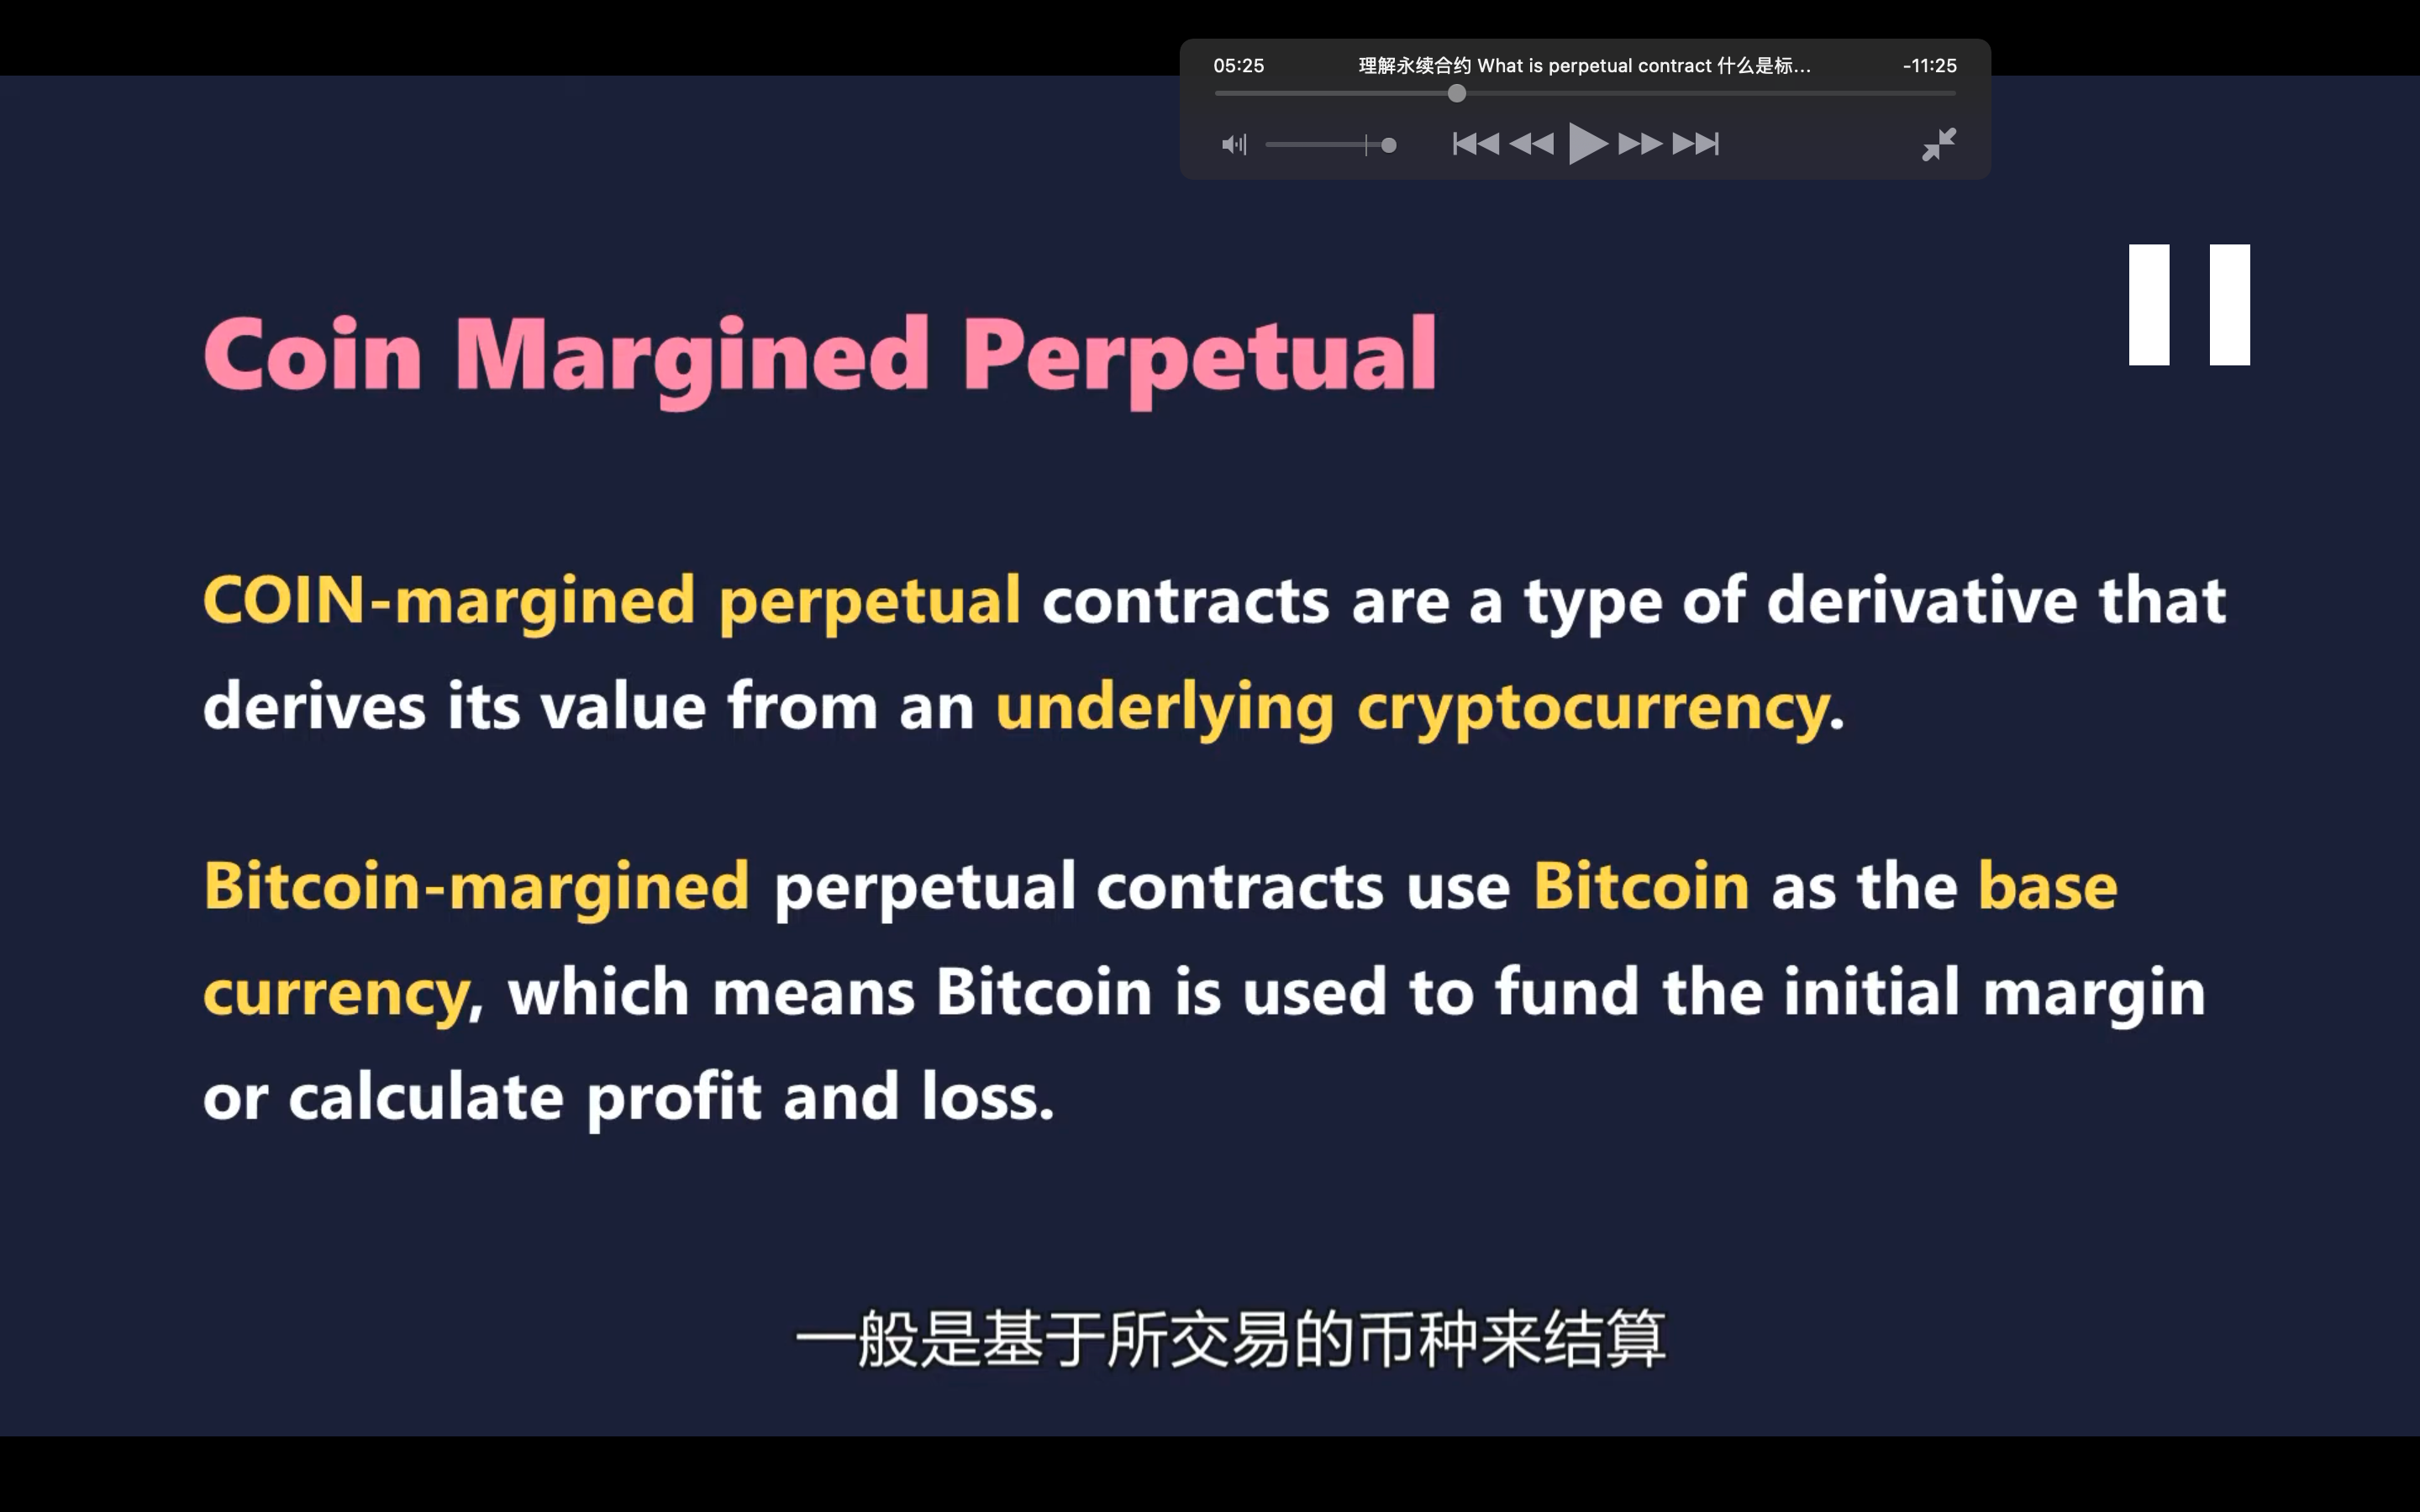 05:25 理解永续合约 What is perpetual contract 什么是标... -11:25
Coin Margined Perpetual
COIN-margined perpetual contracts are a type of derivative that
derives its value from an underlying cryptocurrency.
Bitcoin-margined perpetual contracts use Bitcoin as the base
currency, which means Bitcoin is used to fund the initial margin
or calculate profit and loss.
一般是基于所交易的币种来结算